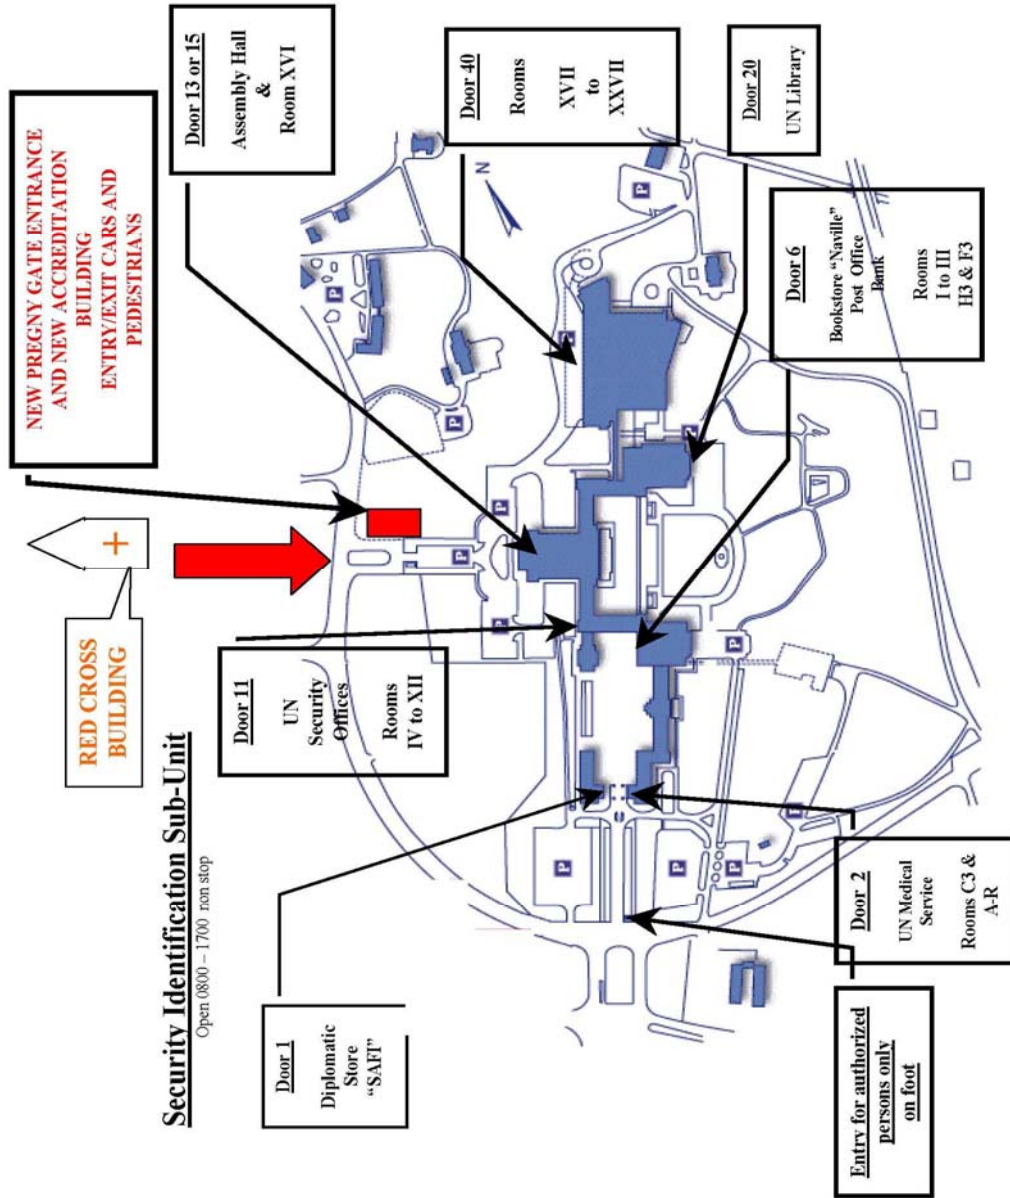 NEW PREGNY GATE ENTRANCE
AND NEW ACCREDITATION
BUILDING
ENTRY/EXIT CARS AND
PEDESTRIANS
RED CROSS
BUILDING
Security Identification Sub-Unit
Open 0800 – 1700 non stop
Door 13 or 15
Assembly Hall
&
Room XVI
Door 40
Rooms
XVII
to
XXVII
Door 20
UN Library
Door 6
Bookstore “Naville”
Post Office
Bank
Rooms
I to III
H3 & F3
Door 11
UN
Security
Offices
Rooms
IV to XII
Door 1
Diplomatic
Store
“SAFI”
Door 2
UN Medical
Service
Rooms C3 &
A-R
Entry for authorized
persons only
on foot
N
P
P
P
P
P
P
P
P
P
P
P
P
P
P